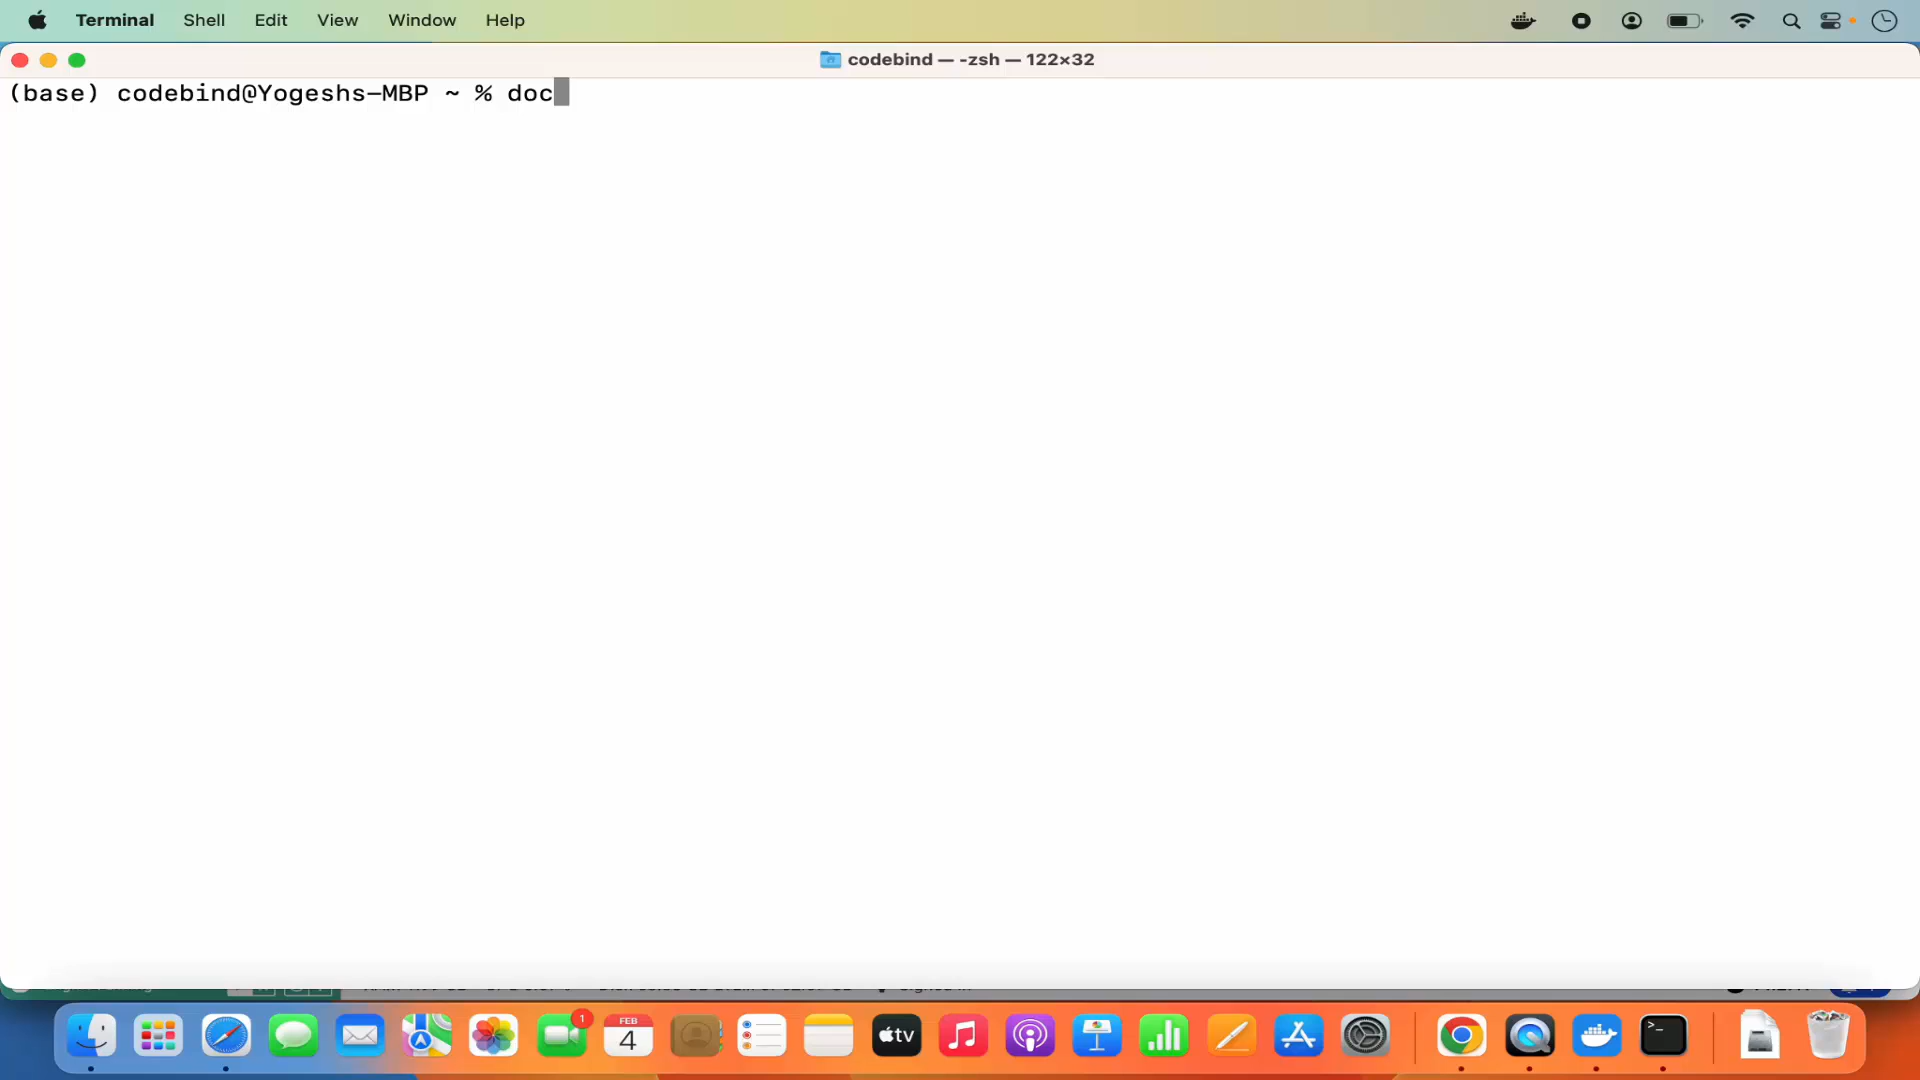 Terminal Shell Edit View Window Help
codebind — -zsh — 122×32
(base) codebind@Yogeshs-MBP ~ % doc
1
FEB
4
tv
>_